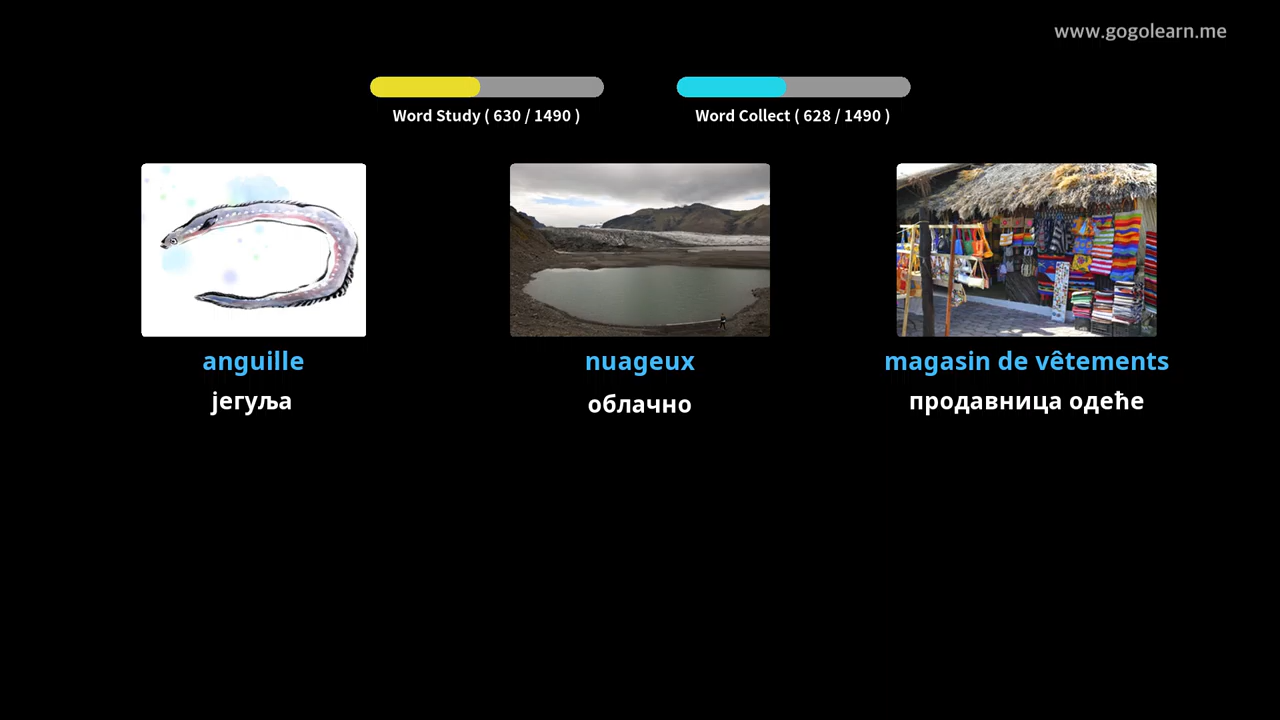 www.gogolearn.me
Word Study ( 630 / 1490 )
Word Collect ( 628 / 1490 )
anguille
nuageux
magasin de vêtements
јегуља
облачно
продавница одеће